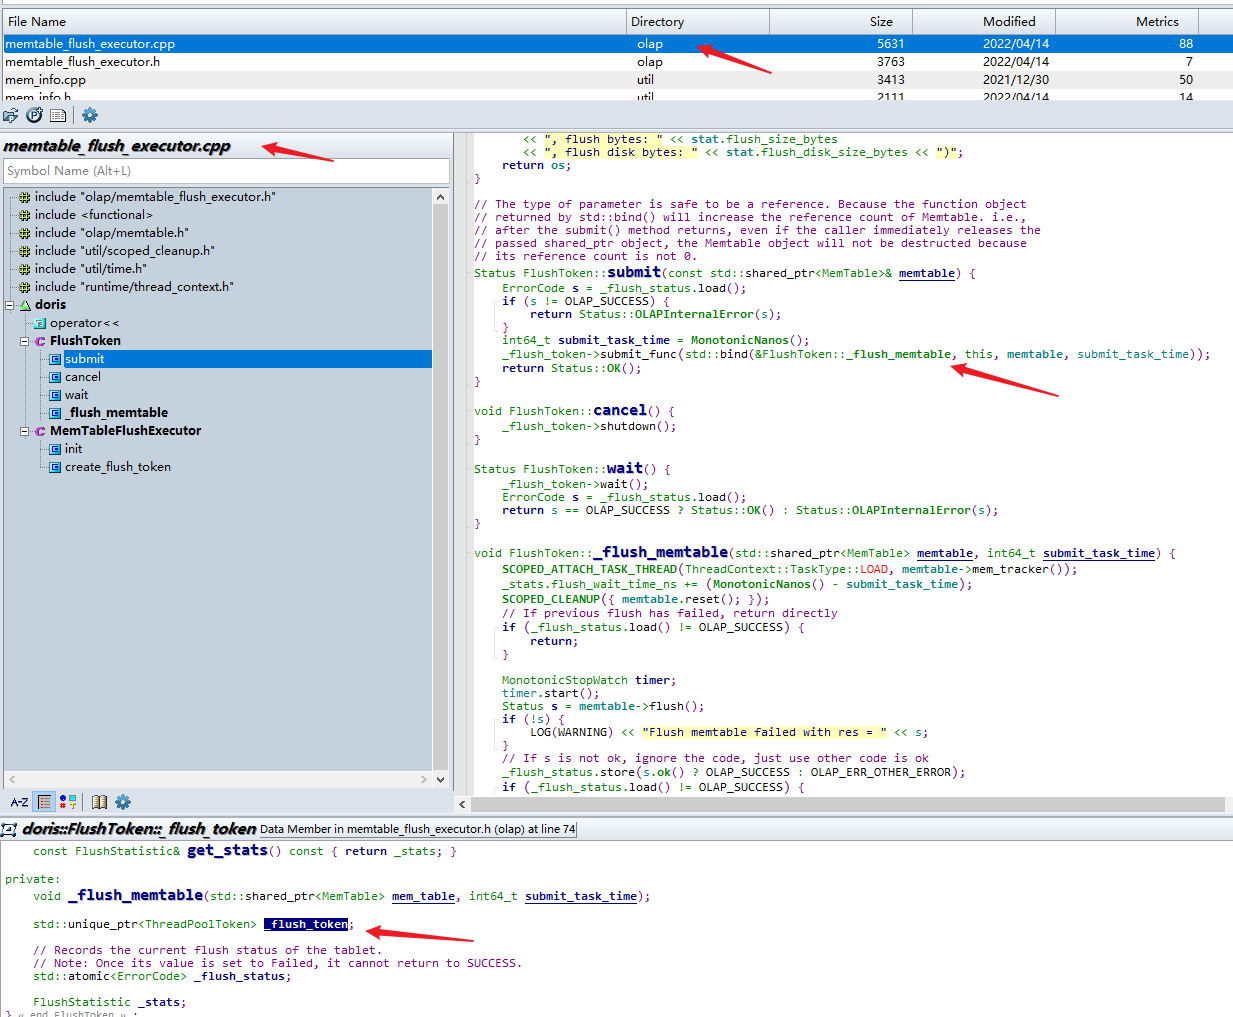 File Name Directory Size Modified Metrics
memtable_flush_executor.cpp olap 5631 2022/04/14 88
memtable_flush_executor.h olap 3763 2022/04/14 7
mem_info.cpp util 3413 2021/12/30 50
mem_info.h util 2111 2022/04/14 14
memtable_flush_executor.cpp
Symbol Name (Alt+L)
include "olap/memtable_flush_executor.h"
include <functional>
include "olap/memtable.h"
include "util/scoped_cleanup.h"
include "util/time.h"
include "runtime/thread_context.h"
doris
operator<<
FlushToken
submit
cancel
wait
_flush_memtable
MemTableFlushExecutor
init
create_flush_token
A-Z
<< ", flush bytes: " << stat.flush_size_bytes
<< ", flush disk bytes: " << stat.flush_disk_size_bytes << ")";
return os;
}
// The type of parameter is safe to be a reference. Because the function object
// returned by std::bind() will increase the reference count of Memtable. i.e.,
// after the submit() method returns, even if the caller immediately releases the
// passed shared_ptr object, the Memtable object will not be destructed because
// its reference count is not 0.
Status FlushToken::submit(const std::shared_ptr<MemTable>& memtable) {
ErrorCode s = _flush_status.load();
if (s != OLAP_SUCCESS) {
return Status::OLAPInternalError(s);
}
int64_t submit_task_time = MonotonicNanos();
_flush_token->submit_func(std::bind(&FlushToken::_flush_memtable, this, memtable, submit_task_time));
return Status::OK();
}
void FlushToken::cancel() {
_flush_token->shutdown();
}
Status FlushToken::wait() {
_flush_token->wait();
ErrorCode s = _flush_status.load();
return s == OLAP_SUCCESS ? Status::OK() : Status::OLAPInternalError(s);
}
void FlushToken::_flush_memtable(std::shared_ptr<MemTable> memtable, int64_t submit_task_time) {
SCOPED_ATTACH_TASK_THREAD(ThreadContext::TaskType::LOAD, memtable->mem_tracker());
_stats.flush_wait_time_ns += (MonotonicNanos() - submit_task_time);
SCOPED_CLEANUP({ memtable.reset(); });
// If previous flush has failed, return directly
if (_flush_status.load() != OLAP_SUCCESS) {
return;
}
MonotonicStopWatch timer;
timer.start();
Status s = memtable->flush();
if (!s) {
LOG(WARNING) << "Flush memtable failed with res = " << s;
}
// If s is not ok, ignore the code, just use other code is ok
_flush_status.store(s.ok() ? OLAP_SUCCESS : OLAP_ERR_OTHER_ERROR);
if (_flush_status.load() != OLAP_SUCCESS) {
doris::FlushToken::_flush_token Data Member in memtable_flush_executor.h (olap) at line 74
const FlushStatistic& get_stats() const { return _stats; }
private:
void _flush_memtable(std::shared_ptr<MemTable> mem_table, int64_t submit_task_time);
std::unique_ptr<ThreadPoolToken> _flush_token;
// Records the current flush status of the tablet.
// Note: Once its value is set to Failed, it cannot return to SUCCESS.
std::atomic<ErrorCode> _flush_status;
FlushStatistic _stats;
} « end FlushToken » ;